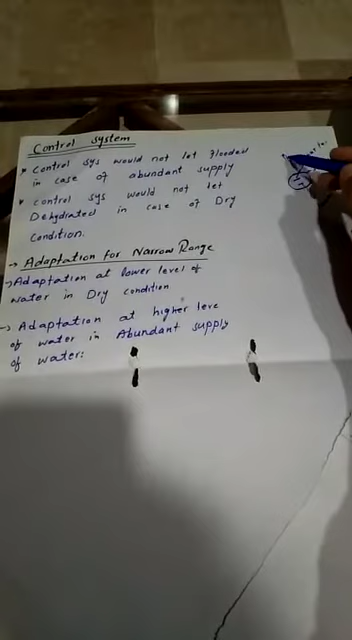 Control system
* Control sys would not let flooded
in case of abundant supply
* Control sys would not let
Dehydrated in case of Dry
condition.
→ Adaptation for Narrow Range
→ Adaptation at lower level of
water in Dry condition
→ Adaptation at higher leve
of water in Abundant supply
of water: